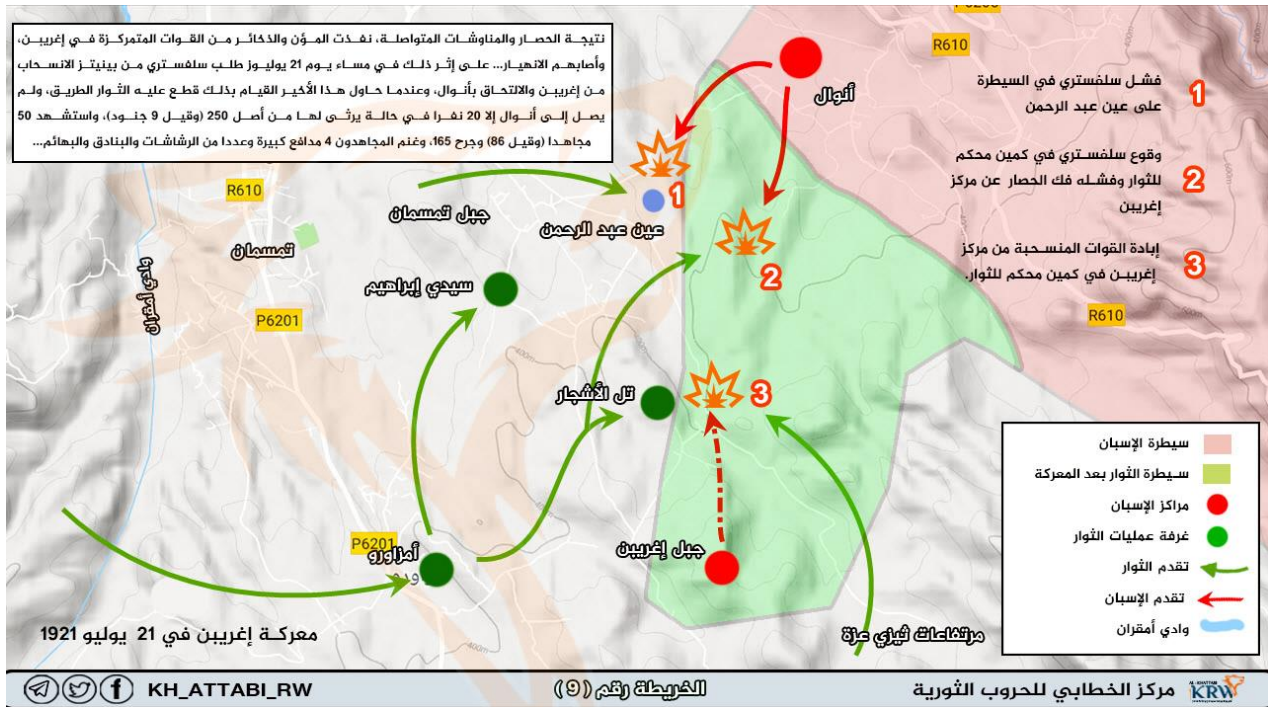 نتيجة الحصار والمناوشات المتواصلة، نفذت المؤن والذخائر من القوات المتمركزة في إغريبن،
وأصابهم الانهيار... على إثر ذلك في مساء يوم 21 يوليوز طلب سلفستري من بينيتز الانسحاب
من إغريبن والالتحاق بأنوال، وعندما حاول هذا الأخير القيام بذلك قطع عليه الثوار الطريق، ولم
يصل إلى أنوال إلا 20 نفرا في حالة يرثى لها من أصل 250 (وقيل 9 جنود)، واستشهد 50
مجاهدا (وقيل 86) وجرح 165، وغنم المجاهدون 4 مدافع كبيرة وعددا من الرشاشات والبنادق والبهائم...
R610
أنوال
1
فشل سلفستري في السيطرة
على عين عبد الرحمن
2
وقوع سلفستري في كمين محكم
للثوار وفشله فك الحصار عن مركز
إغريبن
3
إبادة القوات المنسحبة من مركز
إغريبن في كمين محكم للثوار.
R610
R610
جبل تمسمان
1
عين عبد الرحمن
تمسمان
وادي أمقران
2
سيدي إبراهيم
P6201
تل الأشجار
3
P6201
أمزاورو
جبل إغريبن
مرتفاعات ثيزي عزة
400m
سيطرة الإسبان
سيطرة الثوار بعد المعركة
مراكز الإسبان
غرفة عمليات الثوار
تقدم الثوار
تقدم الإسبان
وادي أمقران
معركة إغريبن في 21 يوليو 1921
مركز الخطابي للحروب الثورية
KRW
الخريطة رقم (9)
KH_ATTABI_RW